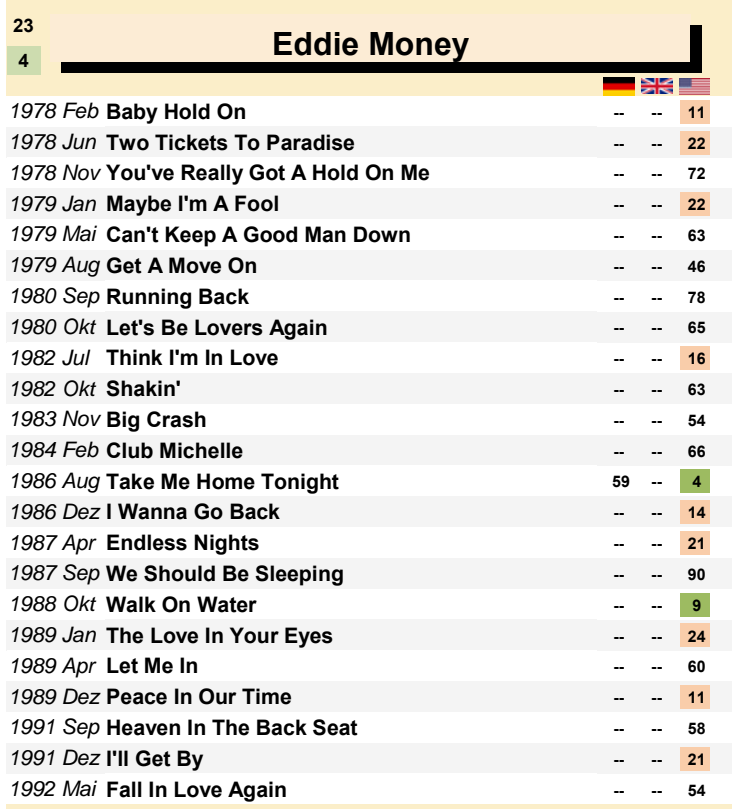 23
Eddie Money
4
1978 Feb Baby Hold On -- -- 11
1978 Jun Two Tickets To Paradise -- -- 22
1978 Nov You've Really Got A Hold On Me -- -- 72
1979 Jan Maybe I'm A Fool -- -- 22
1979 Mai Can't Keep A Good Man Down -- -- 63
1979 Aug Get A Move On -- -- 46
1980 Sep Running Back -- -- 78
1980 Okt Let's Be Lovers Again -- -- 65
1982 Jul Think I'm In Love -- -- 16
1982 Okt Shakin' -- -- 63
1983 Nov Big Crash -- -- 54
1984 Feb Club Michelle -- -- 66
1986 Aug Take Me Home Tonight 59 -- 4
1986 Dez I Wanna Go Back -- -- 14
1987 Apr Endless Nights -- -- 21
1987 Sep We Should Be Sleeping -- -- 90
1988 Okt Walk On Water -- -- 9
1989 Jan The Love In Your Eyes -- -- 24
1989 Apr Let Me In -- -- 60
1989 Dez Peace In Our Time -- -- 11
1991 Sep Heaven In The Back Seat -- -- 58
1991 Dez I'll Get By -- -- 21
1992 Mai Fall In Love Again -- -- 54